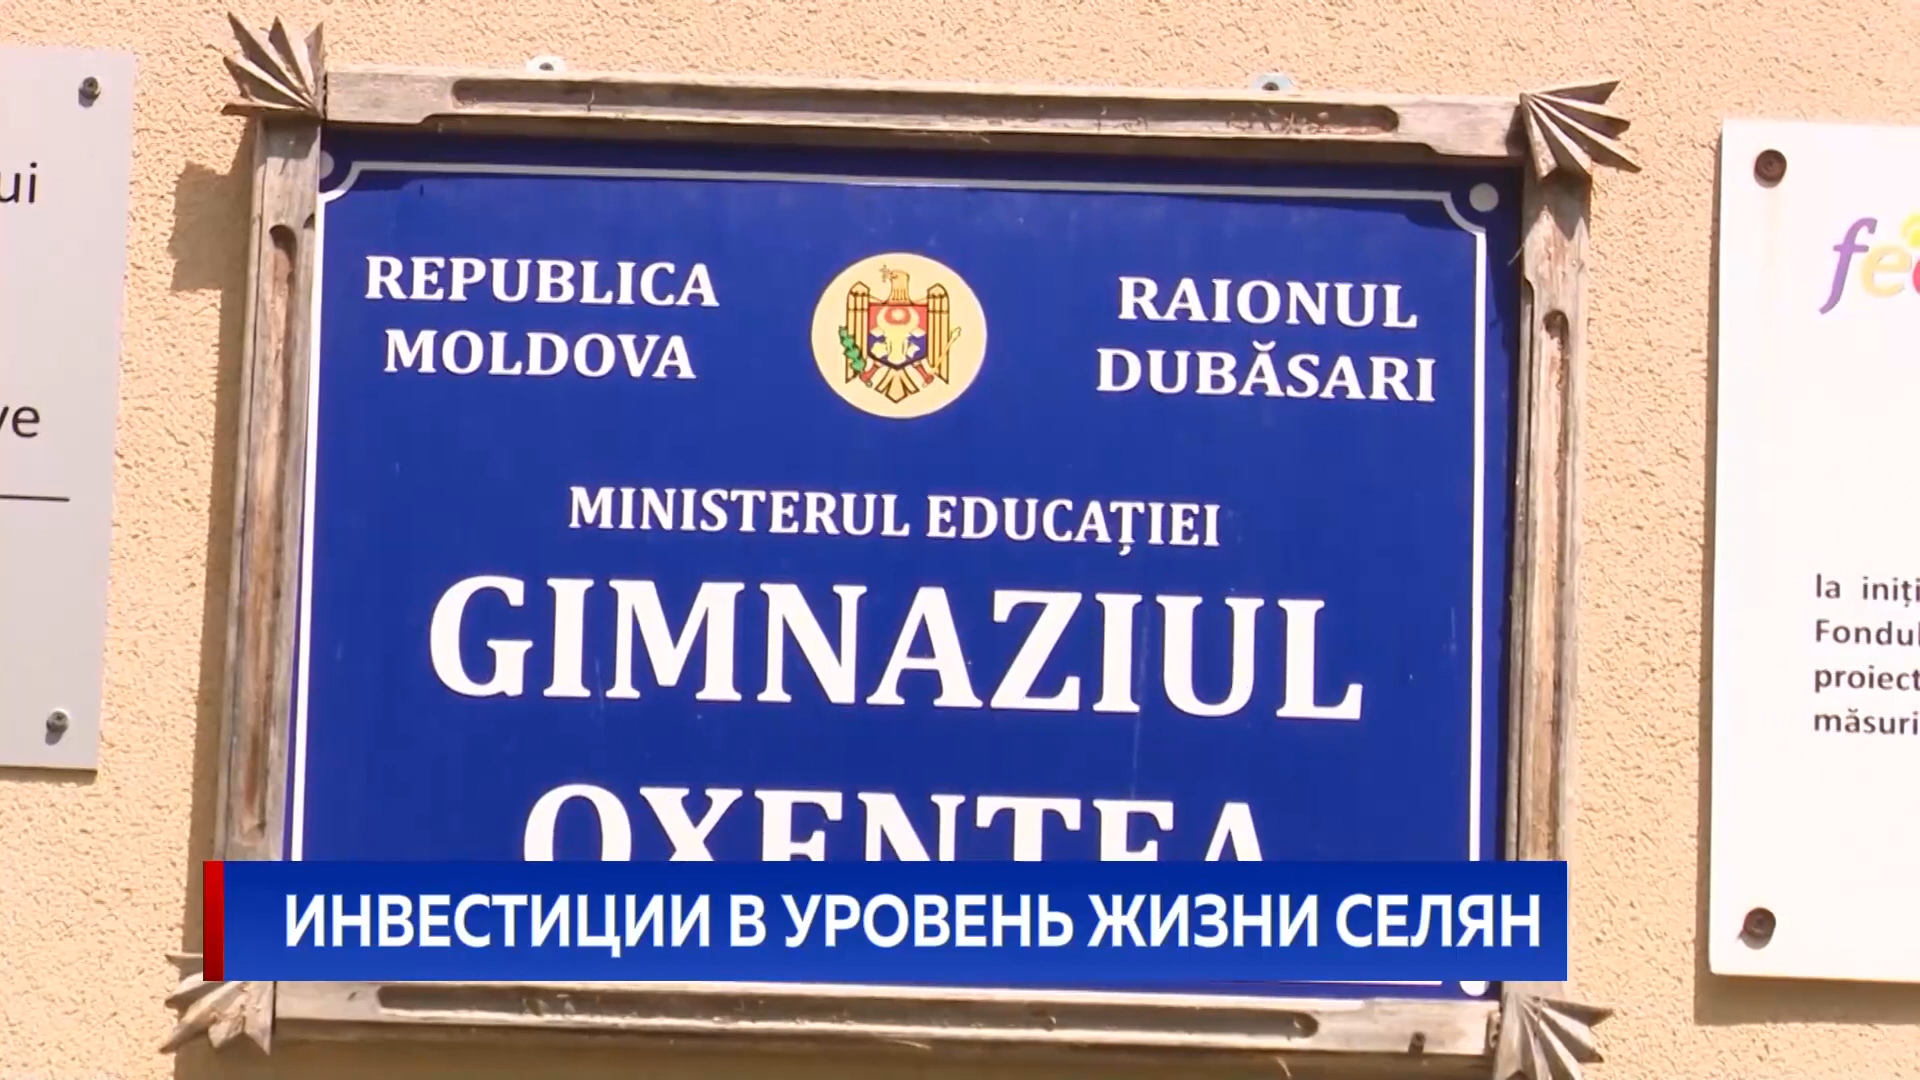 REPUBLICA
MOLDOVA
RAIONUL
DUBĂSARI
MINISTERUL EDUCAȚIEI
GIMNAZIUL
OXENTEA
ИНВЕСТИЦИИ В УРОВЕНЬ ЖИЗНИ СЕЛЯН
la iniți
Fondul
proiect
măsuri